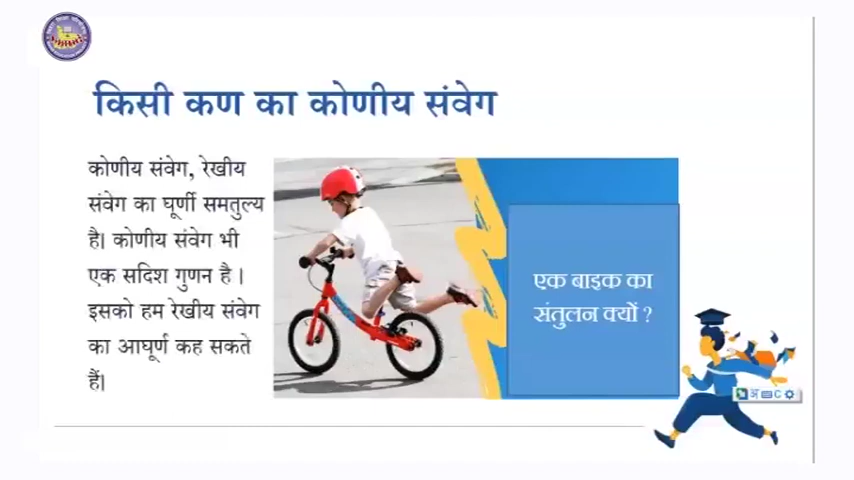 किसी कण का कोणीय संवेग
कोणीय संवेग, रेखीय
संवेग का घूर्णी समतुल्य
है। कोणीय संवेग भी
एक सदिश गुणन है ।
इसको हम रेखीय संवेग
का आघूर्ण कह सकते
हैं।
एक बाइक का
संतुलन क्यों ?